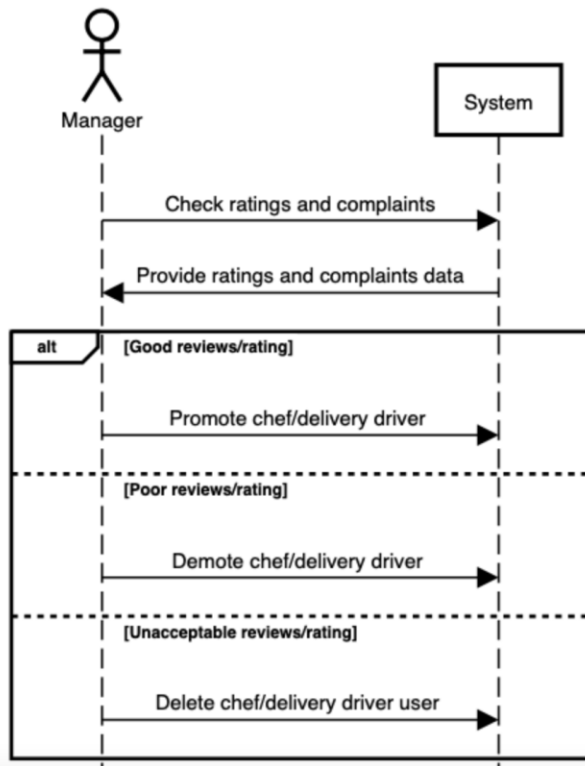 Manager
System
Check ratings and complaints
Provide ratings and complaints data
alt
[Good reviews/rating]
Promote chef/delivery driver
[Poor reviews/rating]
Demote chef/delivery driver
[Unacceptable reviews/rating]
Delete chef/delivery driver user